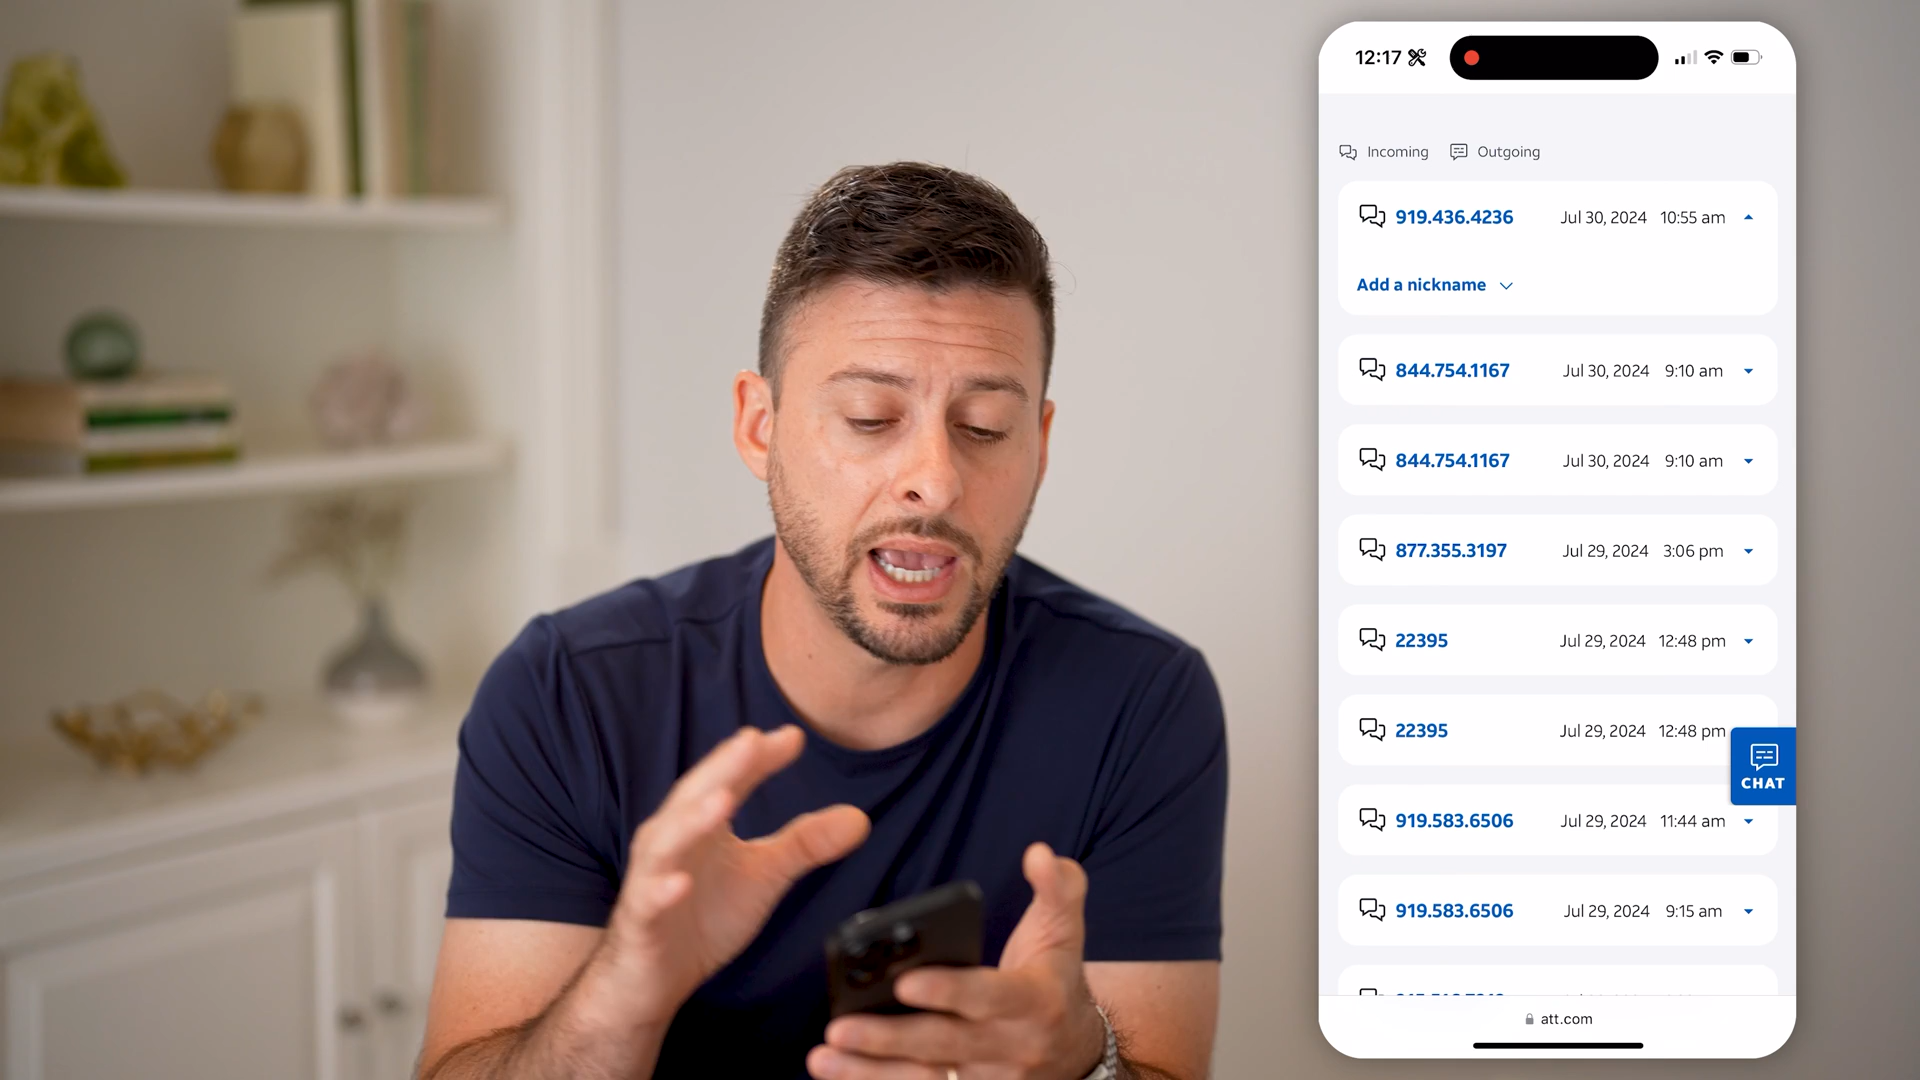 12:17
Incoming Outgoing
919.436.4236 Jul 30, 2024 10:55 am
Add a nickname
844.754.1167 Jul 30, 2024 9:10 am
844.754.1167 Jul 30, 2024 9:10 am
877.355.3197 Jul 29, 2024 3:06 pm
22395 Jul 29, 2024 12:48 pm
22395 Jul 29, 2024 12:48 pm
CHAT
919.583.6506 Jul 29, 2024 11:44 am
919.583.6506 Jul 29, 2024 9:15 am
att.com